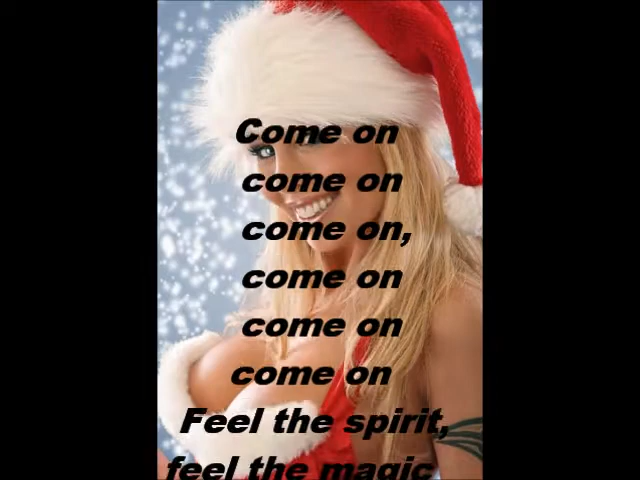 Come on
come on
come on,
come on
come on
come on
Feel the spirit,
feel the magic